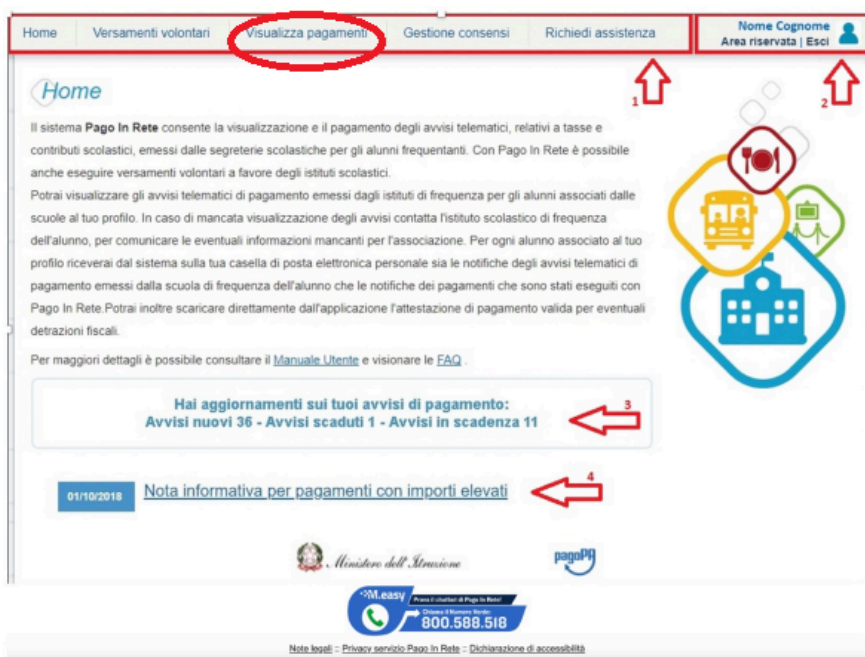 Home Versamenti volontari Visualizza pagamenti Gestione consensi Richiedi assistenza
Nome Cognome
Area riservata | Esci
1
2
Home
Il sistema Pago In Rete consente la visualizzazione e il pagamento degli avvisi telematici, relativi a tasse e
contributi scolastici, emessi dalle segreterie scolastiche per gli alunni frequentanti. Con Pago In Rete è possibile
anche eseguire versamenti volontari a favore degli istituti scolastici.
Potrai visualizzare gli avvisi telematici di pagamento emessi dagli istituti di frequenza per gli alunni associati dalle
scuole al tuo profilo. In caso di mancata visualizzazione degli avvisi contatta l'istituto scolastico di frequenza
dell'alunno, per comunicare le eventuali informazioni mancanti per l'associazione. Per ogni alunno associato al tuo
profilo riceverai dal sistema sulla tua casella di posta elettronica personale sia le notifiche degli avvisi telematici di
pagamento emessi dalla scuola di frequenza dell'alunno che le notifiche dei pagamenti che sono stati eseguiti con
Pago In Rete.Potrai inoltre scaricare direttamente dall'applicazione l'attestazione di pagamento valida per eventuali
detrazioni fiscali.
Per maggiori dettagli è possibile consultare il Manuale Utente e visionare le FAQ .
Hai aggiornamenti sui tuoi avvisi di pagamento:
Avvisi nuovi 36 - Avvisi scaduti 1 - Avvisi in scadenza 11
3
01/10/2018 Nota informativa per pagamenti con importi elevati
4
Ministero dell'Istruzione
pagoPA
M.easy Prova il chatbot di Pago In Rete!
Chiama il Numero Verde:
800.588.518
Note legali :: Privacy servizio Pago In Rete :: Dichiarazione di accessibilità